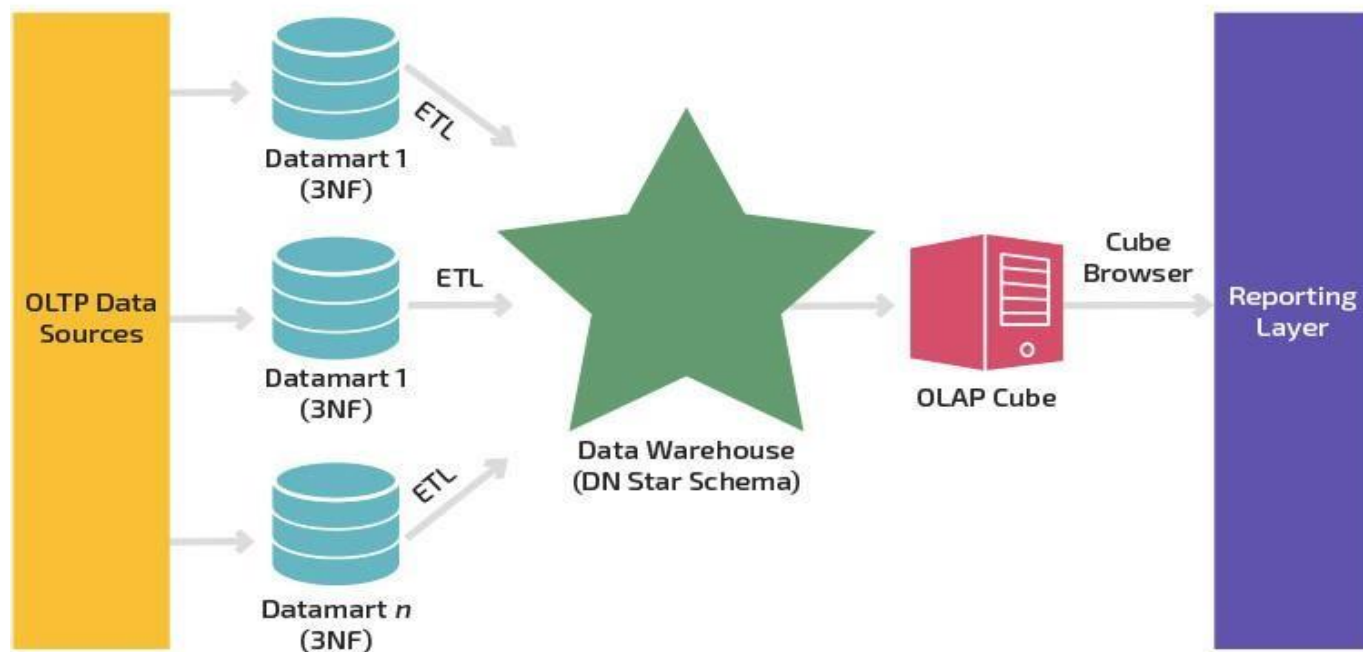 OLTP Data
Sources
Datamart 1
(3NF)
ETL
Datamart 1
(3NF)
ETL
Datamart n
(3NF)
ETL
Data Warehouse
(DN Star Schema)
OLAP Cube
Cube
Browser
Reporting
Layer